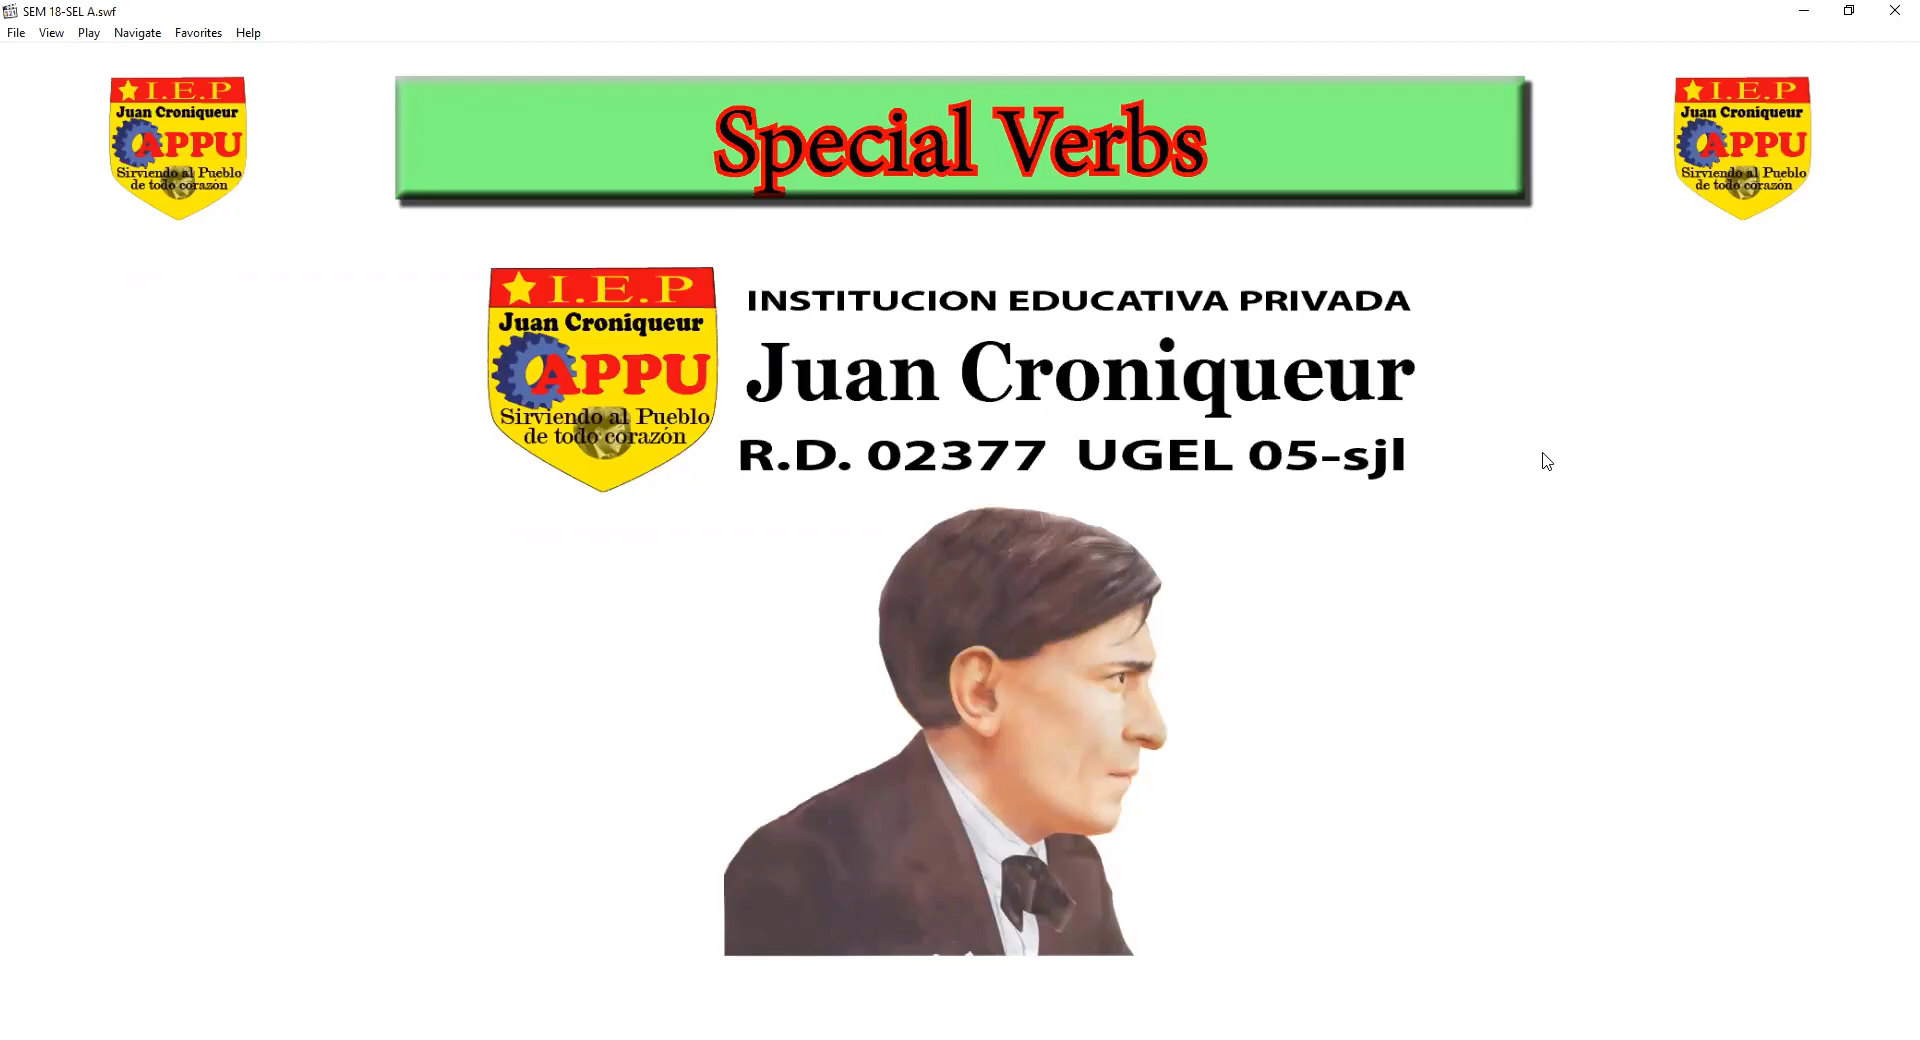 SEM 18-SEL A.swf
File View Play Navigate Favorites Help
I.E.P
Juan Croniqueur
APPU
Sirviendo al Pueblo
de todo corazón
Special Verbs
I.E.P
Juan Croniqueur
APPU
Sirviendo al Pueblo
de todo corazón
I.E.P
Juan Croniqueur
APPU
Sirviendo al Pueblo
de todo corazón
INSTITUCION EDUCATIVA PRIVADA
Juan Croniqueur
R.D. 02377 UGEL 05-sjl